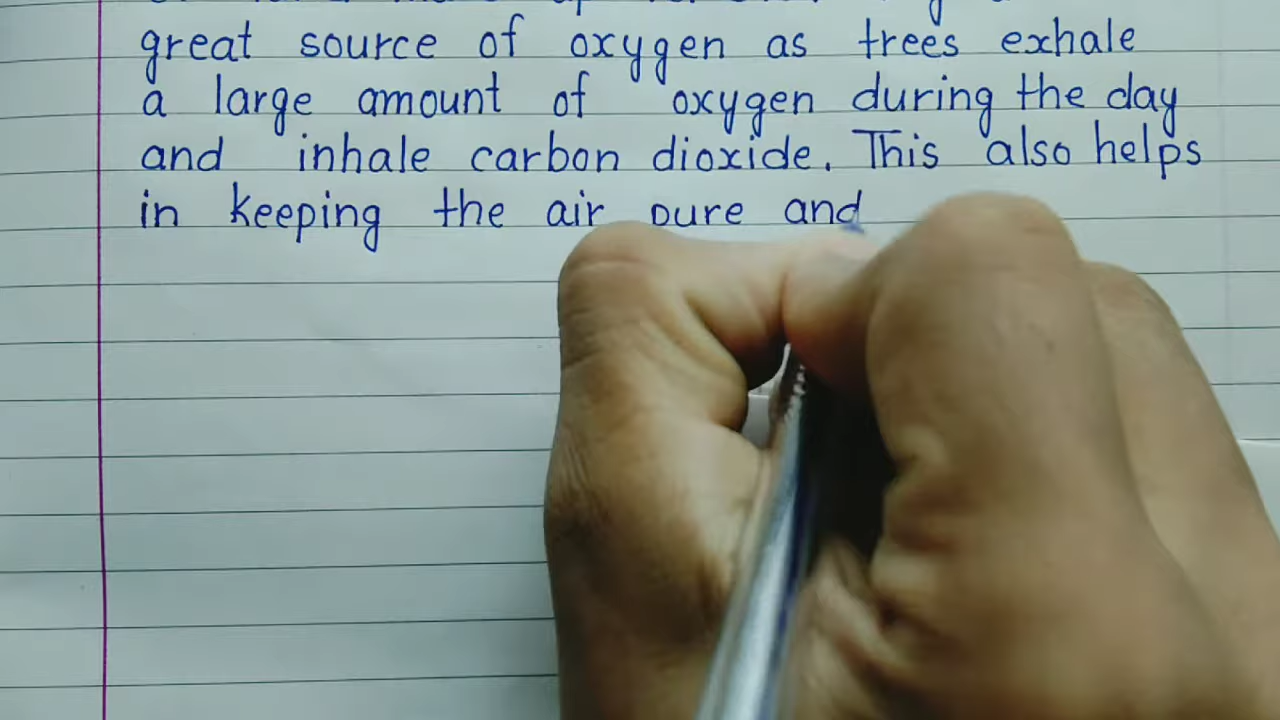 great source of oxygen as trees exhale
a large amount of oxygen during the day
and inhale carbon dioxide. This also helps
in keeping the air pure and